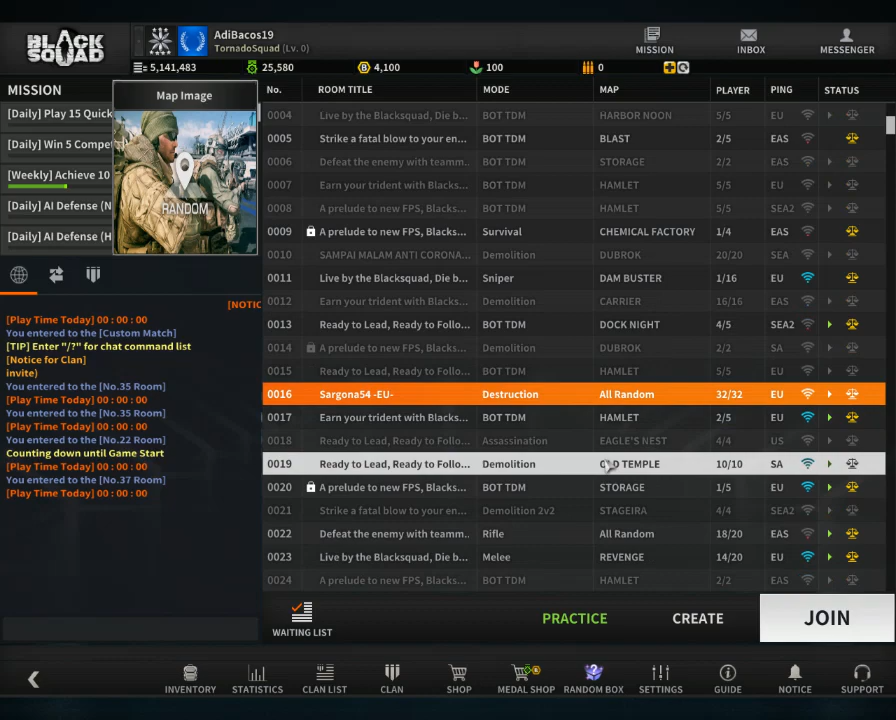 BLACK SQUAD
AdiBacos19
TornadoSquad (Lv. 0)
MISSION
INBOX
MESSENGER
5,141,483 25,580 4,100 100 0
MISSION
[Daily] Play 15 Quick
[Daily] Win 5 Compet
[Weekly] Achieve 10
[Daily] AI Defense (N
[Daily] AI Defense (H
Map Image
RANDOM
[NOTIC
[Play Time Today] 00 : 00 : 00
You entered to the [Custom Match]
[TIP] Enter "/?" for chat command list
[Notice for Clan]
invite)
You entered to the [No.35 Room]
[Play Time Today] 00 : 00 : 00
You entered to the [No.35 Room]
[Play Time Today] 00 : 00 : 00
You entered to the [No.22 Room]
Counting down until Game Start
[Play Time Today] 00 : 00 : 00
You entered to the [No.37 Room]
[Play Time Today] 00 : 00 : 00
No. ROOM TITLE MODE MAP PLAYER PING STATUS
0004 Live by the Blacksquad, Die b... BOT TDM HARBOR NOON 5/5 EU
0005 Strike a fatal blow to your en... BOT TDM BLAST 2/5 EAS
0006 Defeat the enemy with teamm... BOT TDM STORAGE 2/2 EAS
0007 Earn your trident with Blacks... BOT TDM HAMLET 5/5 SEA2
0008 Earn your trident with Blacks... BOT TDM HAMLET 5/5 SEA2
0009 A prelude to new FPS, Blacks... Survival CHEMICAL FACTORY 1/4 EAS
0010 SAMPAI MALAM ANTI CORONA... Demolition DUBROK 20/20 SEA2
0011 Live by the Blacksquad, Die b... Sniper DAM BUSTER 1/16 EU
0012 Earn your trident with Blacks... Demolition CARRIER 16/16 EAS
0013 Ready to Lead, Ready to Follo... BOT TDM DOCK NIGHT 4/5 SEA2
0014 A prelude to new FPS, Blacks... Demolition DUBROK 2/2 SA
0015 Ready to Lead, Ready to Follo... BOT TDM HAMLET 5/5 EU
0016 Sargona54 -EU- Destruction All Random 32/32 EU
0017 Earn your trident with Blacks... BOT TDM HAMLET 2/5 EU
0018 Ready to Lead, Ready to Follo... Assassination EAGLE'S NEST 4/4 US
0019 Ready to Lead, Ready to Follo... Demolition OLD TEMPLE 10/10 SA
0020 A prelude to new FPS, Blacks... BOT TDM STORAGE 1/5 EU
0021 Strike a fatal blow to your en... Demolition 2v2 STAGEIRA 4/4 SEA2
0022 Defeat the enemy with teamm... Rifle All Random 18/20 EAS
0023 Live by the Blacksquad, Die b... Melee REVENGE 14/20 EU
0024 A prelude to new FPS, Blacks... BOT TDM HAMLET 2/2 EAS
WAITING LIST
PRACTICE
CREATE
JOIN
INVENTORY STATISTICS CLAN LIST CLAN SHOP MEDAL SHOP RANDOM BOX SETTINGS GUIDE NOTICE SUPPORT